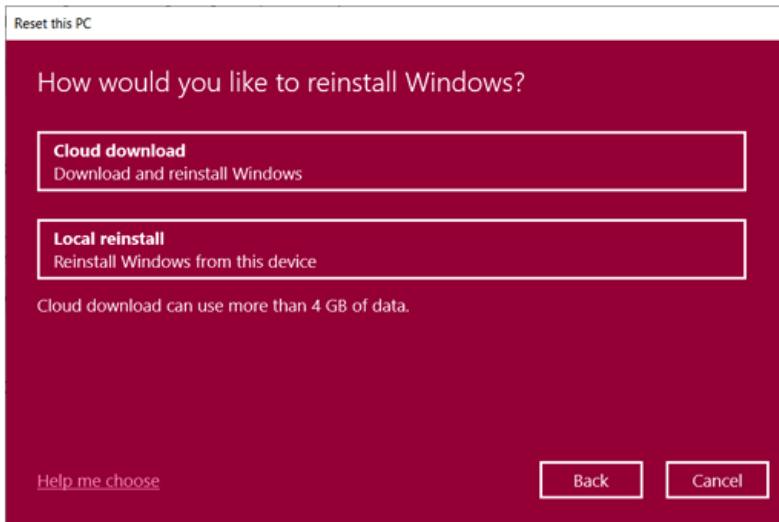 Reset this PC
How would you like to reinstall Windows?
Cloud download
Download and reinstall Windows
Local reinstall
Reinstall Windows from this device
Cloud download can use more than 4 GB of data.
Help me choose
Back
Cancel